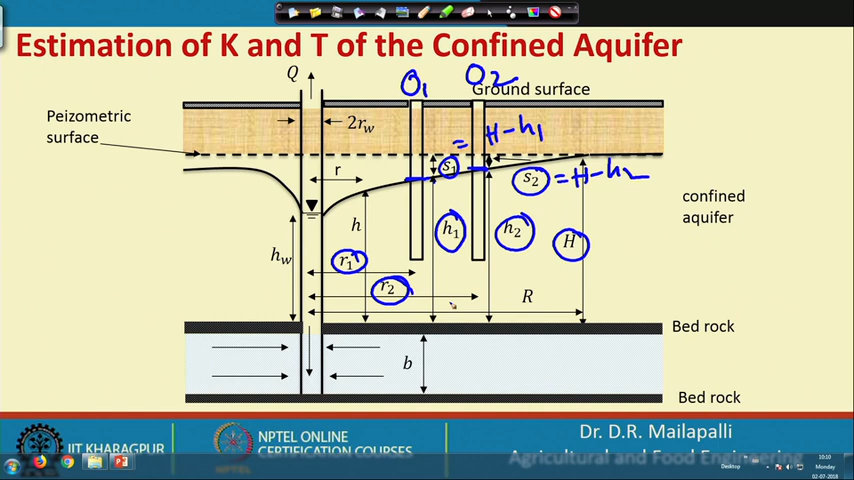 Estimation of K and T of the Confined Aquifer
Q
O1
O2
Ground surface
Peizometric
surface
2rw
= H-h1
r
s1
s2 = H-h2
confined
aquifer
hw
h
h1
h2
H
r1
r2
R
Bed rock
b
Bed rock
IIT KHARAGPUR
NPTEL ONLINE
CERTIFICATION COURSES
Dr. D.R. Mailapalli
Agricultural and Food Engineering
Desktop
10:10
Monday
02-07-2018